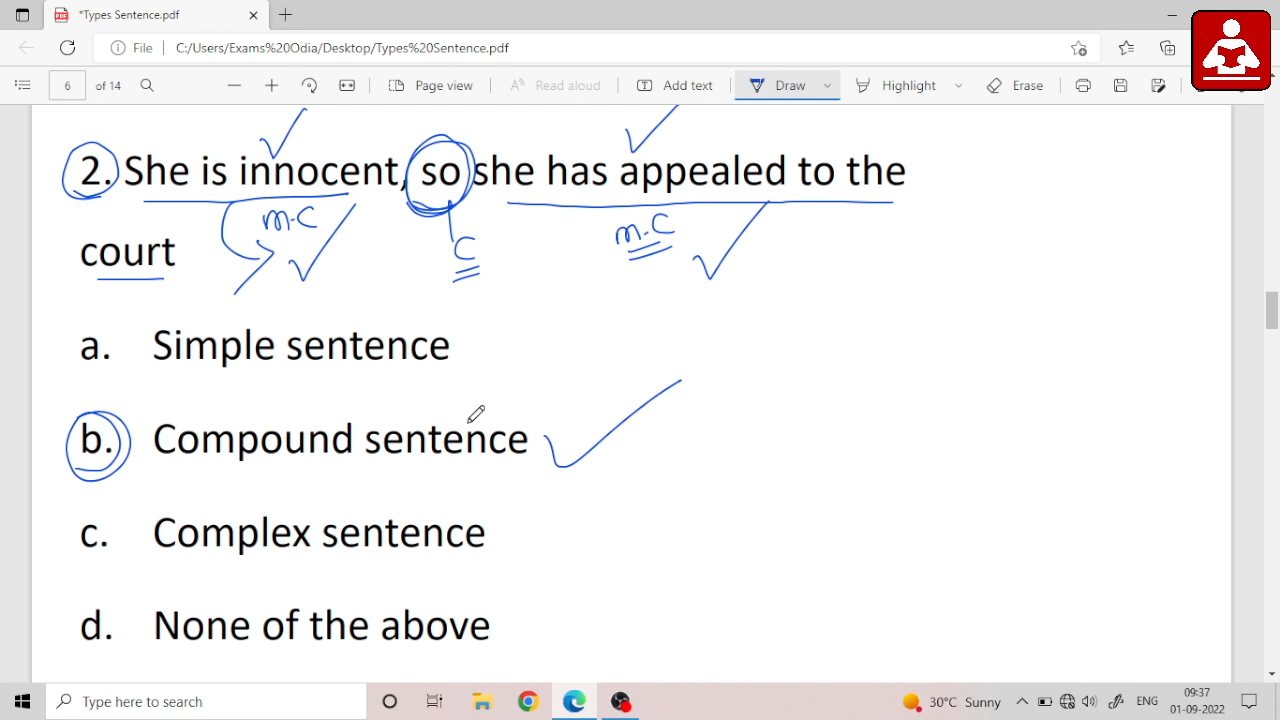 *Types Sentence.pdf
File C:/Users/Exams%20Odia/Desktop/Types%20Sentence.pdf
6 of 14 Page view Read aloud Add text Draw Highlight Erase
2. She is innocent, so she has appealed to the
m.c
m.c
court
C
a. Simple sentence
b. Compound sentence
c. Complex sentence
d. None of the above
Type here to search
30°C Sunny ENG 09:37
01-09-2022